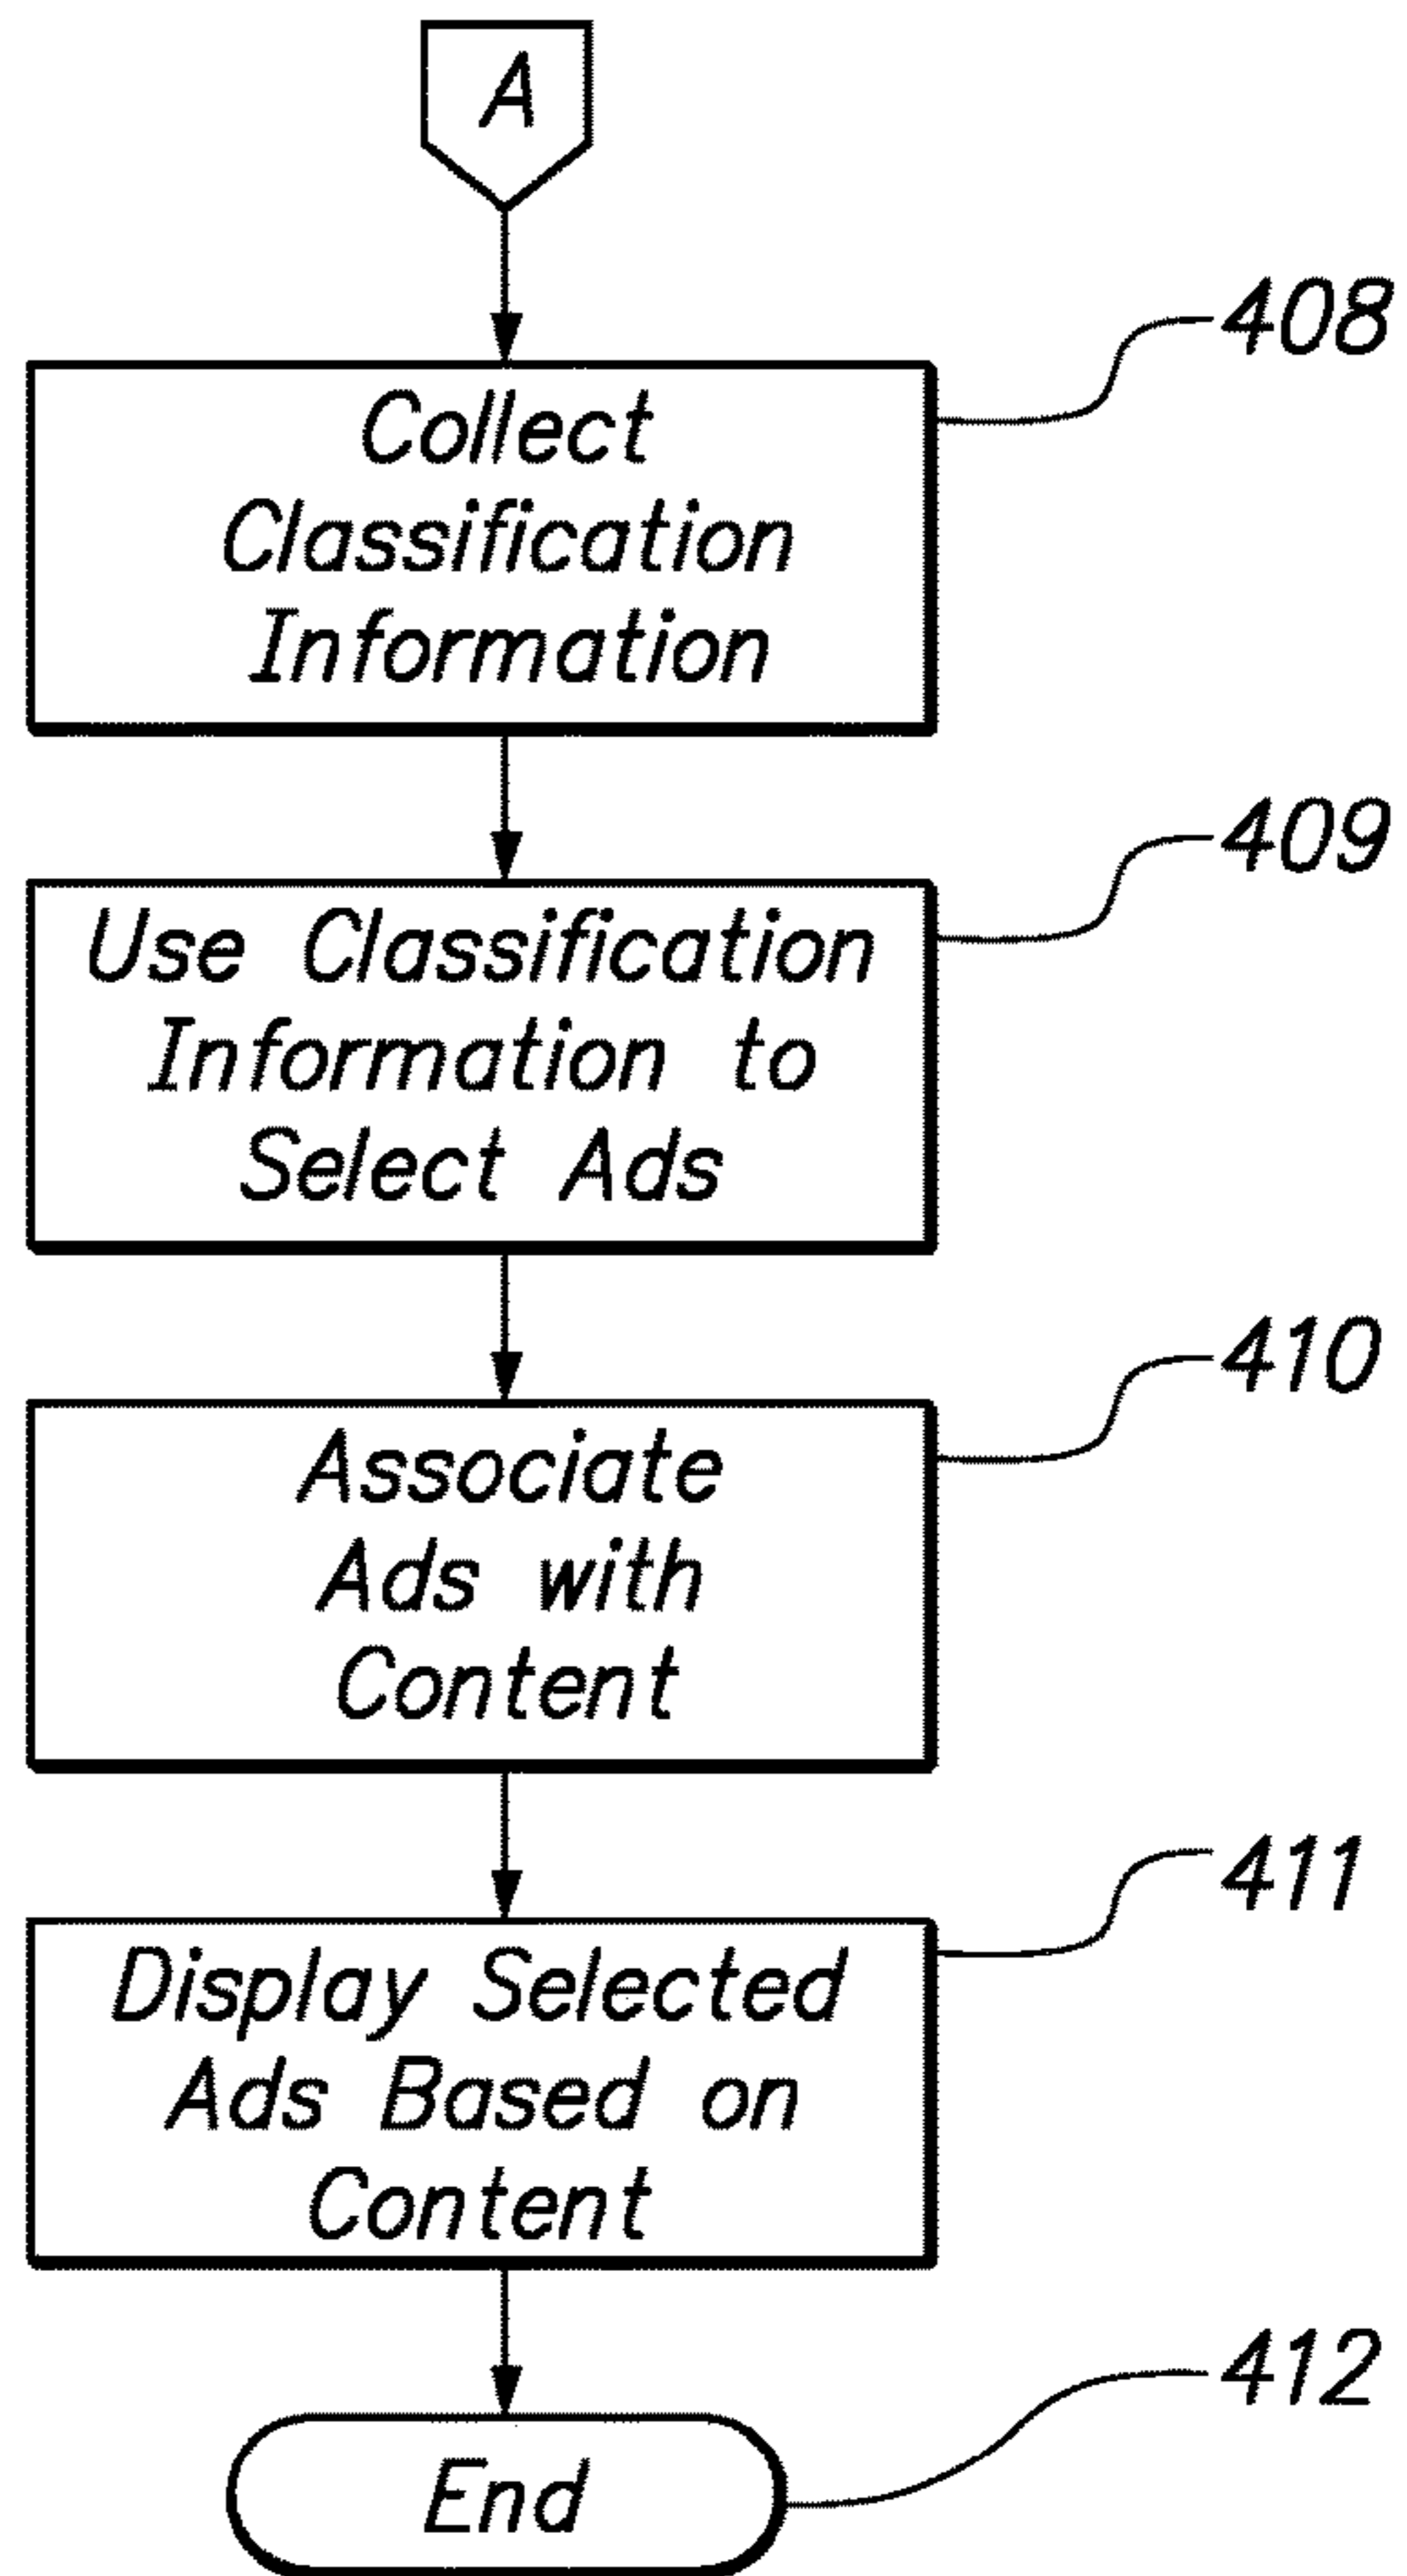 A
408
Collect
Classification
Information
409
Use Classification
Information to
Select Ads
410
Associate
Ads with
Content
411
Display Selected
Ads Based on
Content
412
End